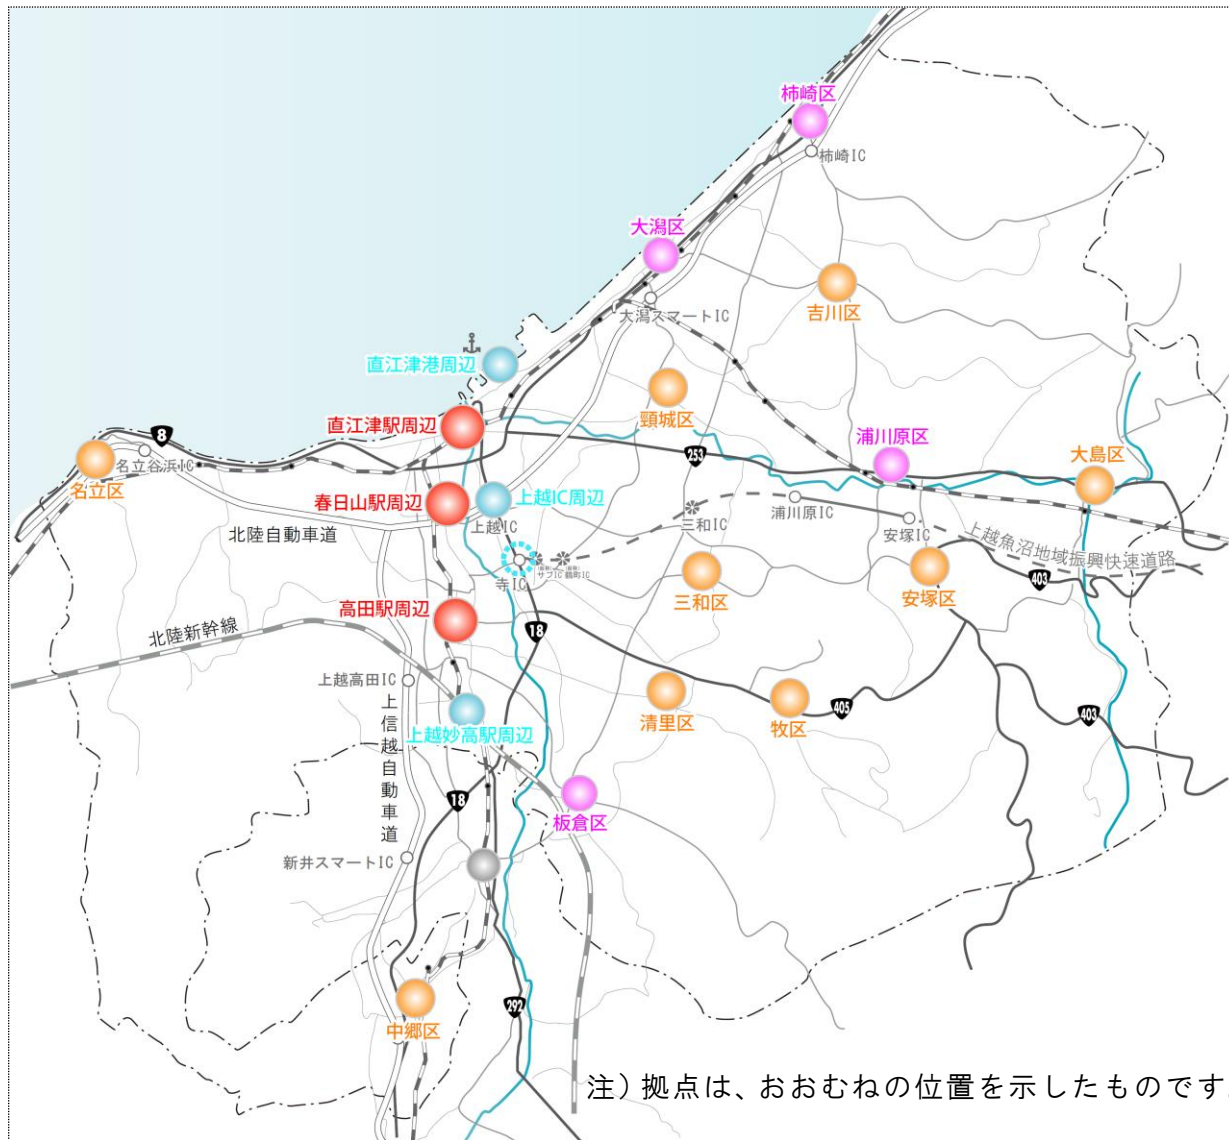 柿崎区
柿崎IC
大潟区
大潟スマートIC
吉川区
直江津港周辺
頸城区
直江津駅周辺
8
名立谷浜IC
名立区
253
浦川原区
大島区
春日山駅周辺
上越IC周辺
上越IC
北陸自動車道
三和IC
浦川原IC
安塚IC
上越魚沼地域振興快速道路
寺IC
サブIC
鶴町IC
三和区
安塚区
403
高田駅周辺
18
北陸新幹線
上越高田IC
清里区
牧区
405
403
上越妙高駅周辺
上信越自動車道
18
板倉区
新井スマートIC
中郷区
292
注）拠点は、おおむねの位置を示したものです